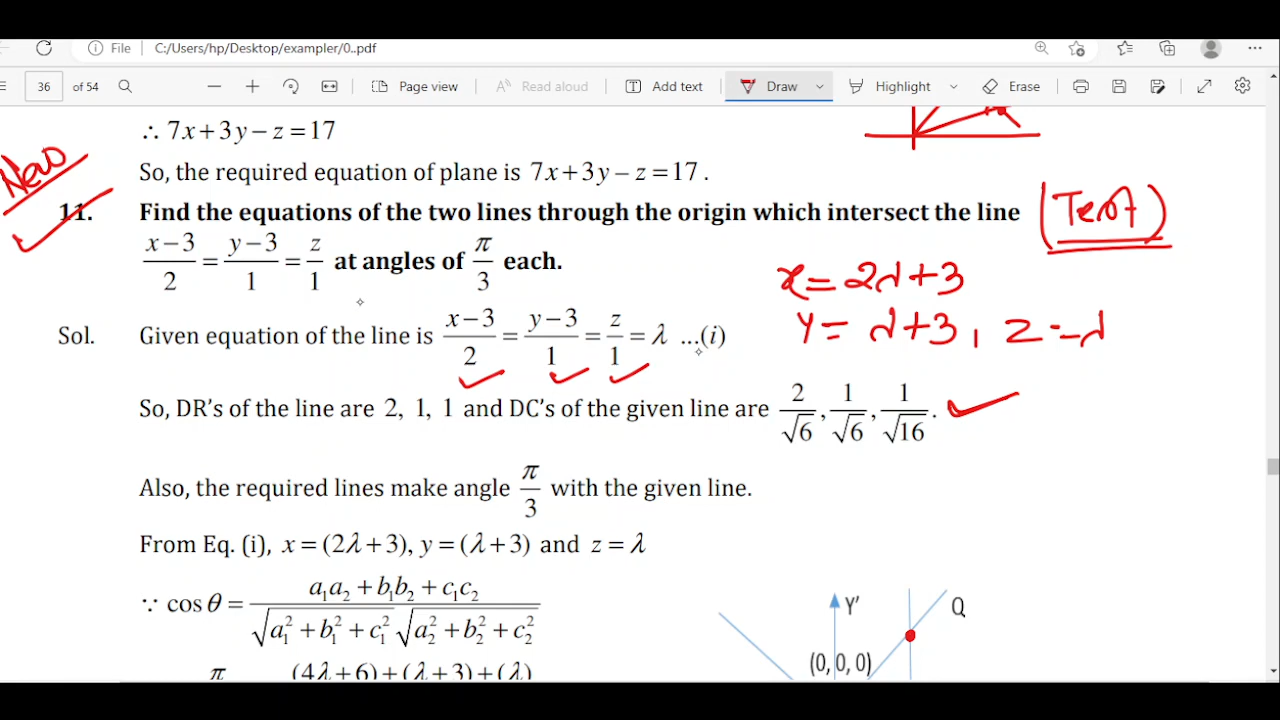 File C:/Users/hp/Desktop/exampler/0..pdf
36 of 54 Page view Read aloud Add text Draw Highlight Erase
∴ 7x+3y−z=17
So, the required equation of plane is 7x+3y−z=17.
New
11. Find the equations of the two lines through the origin which intersect the line
(x−3)/2 = (y−3)/1 = z/1 at angles of π/3 each.
x = 2λ+3
y = λ+3, z = λ
Sol. Given equation of the line is (x−3)/2 = (y−3)/1 = z/1 = λ ...(i)
So, DR's of the line are 2, 1, 1 and DC's of the given line are 2/√6, 1/√6, 1/√16.
Also, the required lines make angle π/3 with the given line.
From Eq. (i), x=(2λ+3), y=(λ+3) and z=λ
∵ cosθ = (a₁a₂+b₁b₂+c₁c₂)/(√(a₁²+b₁²+c₁²) √(a₂²+b₂²+c₂²))
Y' Q
(0, 0, 0)
π (4λ+6)+(λ+3)+(λ)